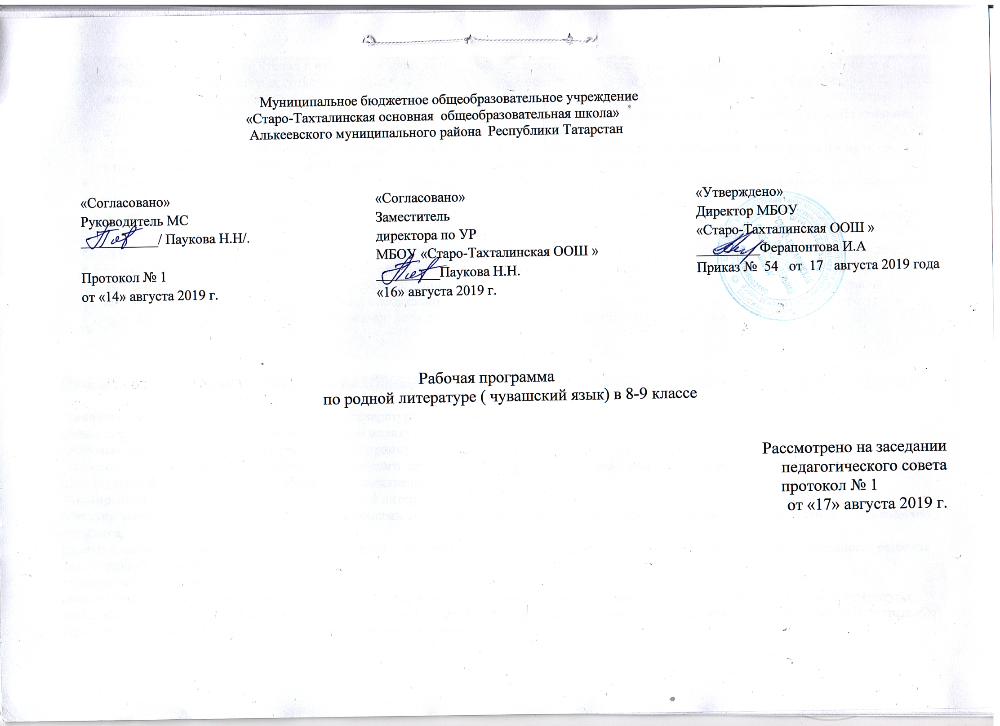 Муниципальное бюджетное общеобразовательное учреждение
«Старо-Тахталинская основная общеобразовательная школа»
Алькеевского муниципального района Республики Татарстан
«Согласовано»
Руководитель МС
____________/ Паукова Н.Н/.
Протокол № 1
от «14» августа 2019 г.
«Согласовано»
Заместитель
директора по УР
МБОУ «Старо-Тахталинская ООШ »
__________Паукова Н.Н.
«16» августа 2019 г.
«Утверждено»
Директор МБОУ
«Старо-Тахталинская ООШ »
__________Ферапонтова И.А
Приказ № 54 от 17 августа 2019 года
Рабочая программа
по родной литературе ( чувашский язык) в 8-9 классе
Рассмотрено на заседании
педагогического совета
протокол № 1
от «17» августа 2019 г.